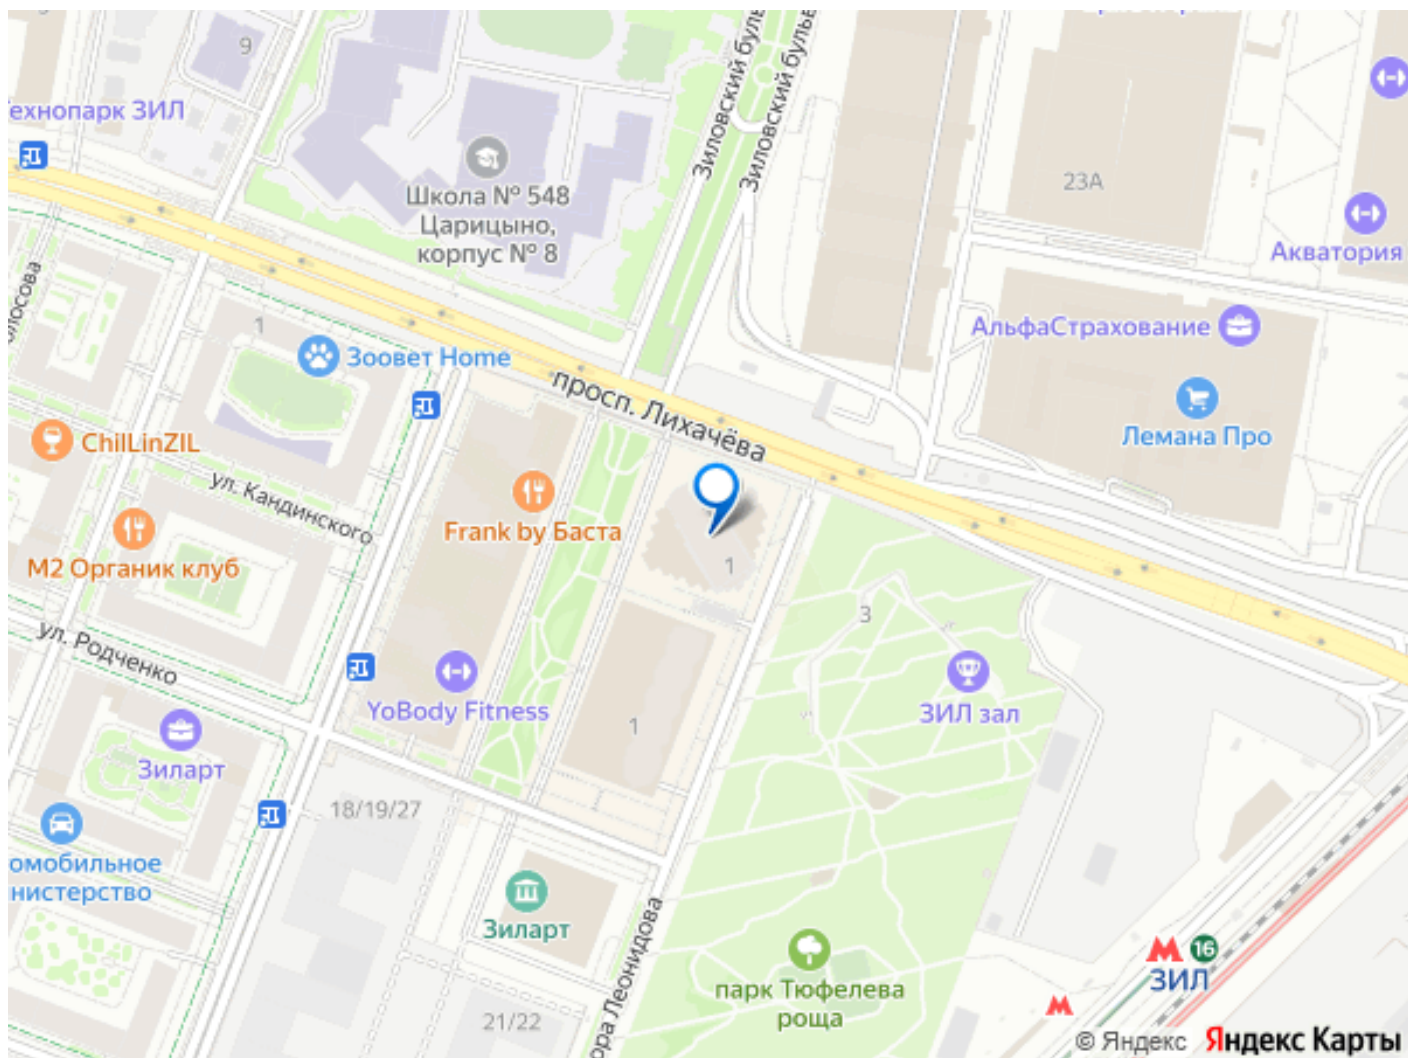 Зиловский бульв
Зиловский бульв
9
ехнопарк ЗИЛ
Школа № 548
Царицыно,
корпус № 8
23А
Акватория
АльфаСтрахование
1
Зоовет Home
просп. Лихачёва
Лемана Про
ChilLinZIL
ул. Кандинского
Frank by Баста
М2 Органик клуб
1
3
ул. Родченко
YoBody Fitness
ЗИЛ зал
1
Зиларт
18/19/27
омобильное
нистерство
Зиларт
ора Леонидова
парк Тюфелева
роща
16
ЗИЛ
21/22
© Яндекс Яндекс Карты